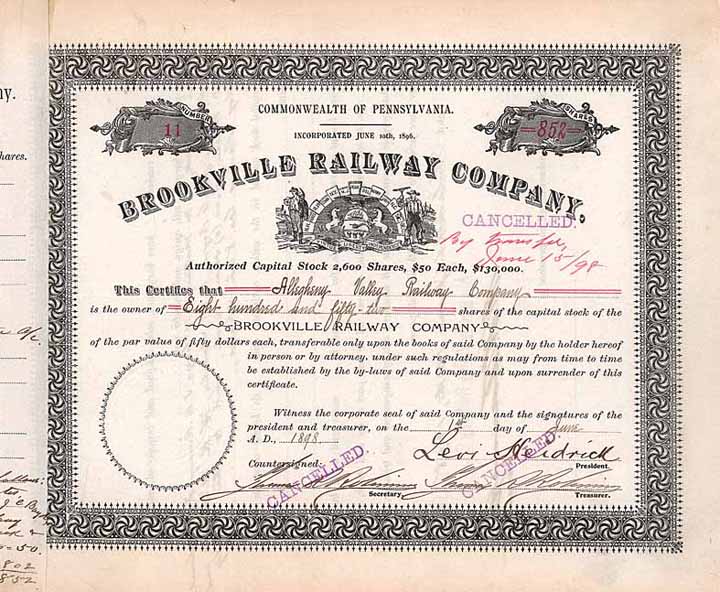 ny.
hares.
NUMBER
11
SHARES
852
COMMONWEALTH OF PENNSYLVANIA.
INCORPORATED JUNE 10th, 1896.
BROOKVILLE RAILWAY COMPANY.
CANCELLED.
By transfer,
June 15/98
Authorized Capital Stock 2,600 Shares, $50 Each, $130,000.
This Certifies that Allegheny Valley Railway Company
is the owner of Eight hundred and fifty-two shares of the capital stock of the
BROOKVILLE RAILWAY COMPANY
of the par value of fifty dollars each, transferable only upon the books of said Company by the holder hereof
in person or by attorney, under such regulations as may from time to time
be established by the by-laws of said Company and upon surrender of this
certificate.
Witness the corporate seal of said Company and the signatures of the
president and treasurer, on the 1st day of June
A. D., 1898.
Levi Heidrick
President.
Countersigned:
CANCELLED.
CANCELLED.
Thomas Robinson
Secretary.
Thomas Robinson
Treasurer.
50.
802
852